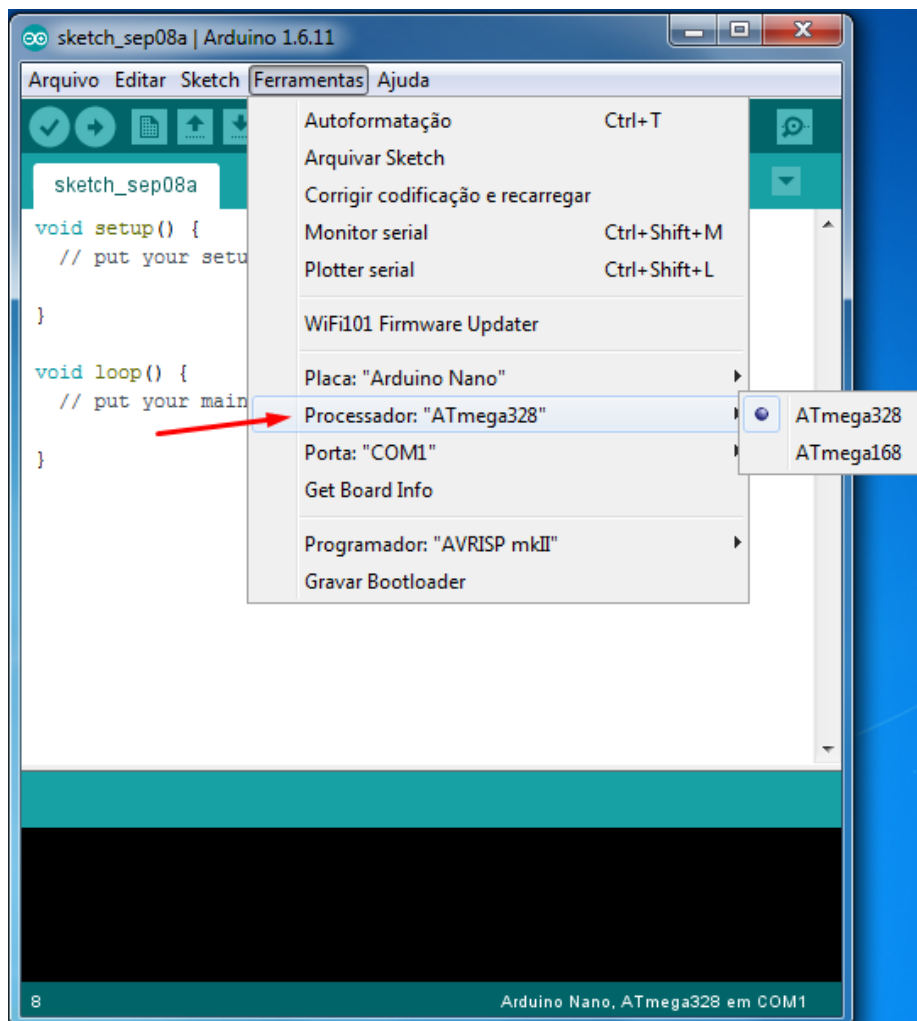 sketch_sep08a | Arduino 1.6.11
Arquivo Editar Sketch Ferramentas Ajuda
sketch_sep08a
void setup() {
// put your setu
}
void loop() {
// put your main
}
Autoformatação Ctrl+T
Arquivar Sketch
Corrigir codificação e recarregar
Monitor serial Ctrl+Shift+M
Plotter serial Ctrl+Shift+L
WiFi101 Firmware Updater
Placa: "Arduino Nano"
Processador: "ATmega328"
Porta: "COM1"
Get Board Info
Programador: "AVRISP mkII"
Gravar Bootloader
ATmega328
ATmega168
8 Arduino Nano, ATmega328 em COM1